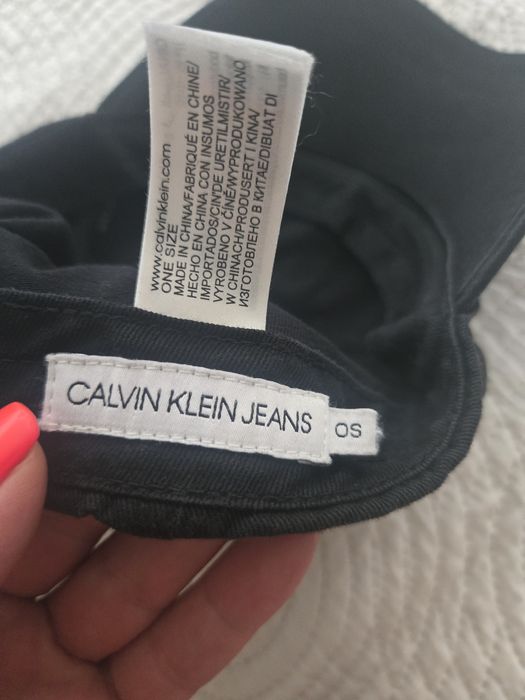 www.calvinklein.com
ONE SIZE
MADE IN CHINA/FABRIQUÉ EN CHINE/
HECHO EN CHINA CON INSUMOS
IMPORTADOS/CIN'DE URETILMISTIR/
VYROBENO V ČÍNĚ/WYPRODUKOWANO
W CHINACH/PRODUSERT I KINA/
ИЗГОТОВЛЕНО В КИТАЕ/DIBUAT DI
CALVIN KLEIN JEANS
OS